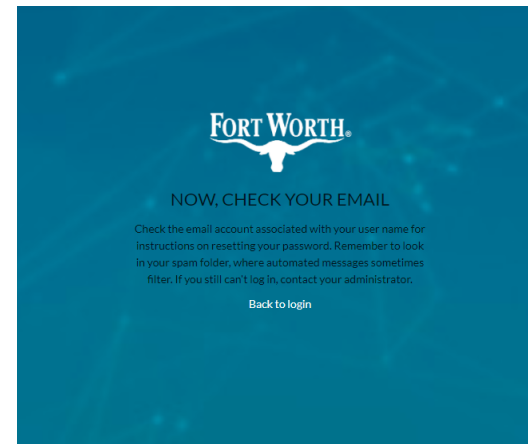 FORT WORTH®
NOW, CHECK YOUR EMAIL
Check the email account associated with your user name for
instructions on resetting your password. Remember to look
in your spam folder, where automated messages sometimes
filter. If you still can't log in, contact your administrator.
Back to login